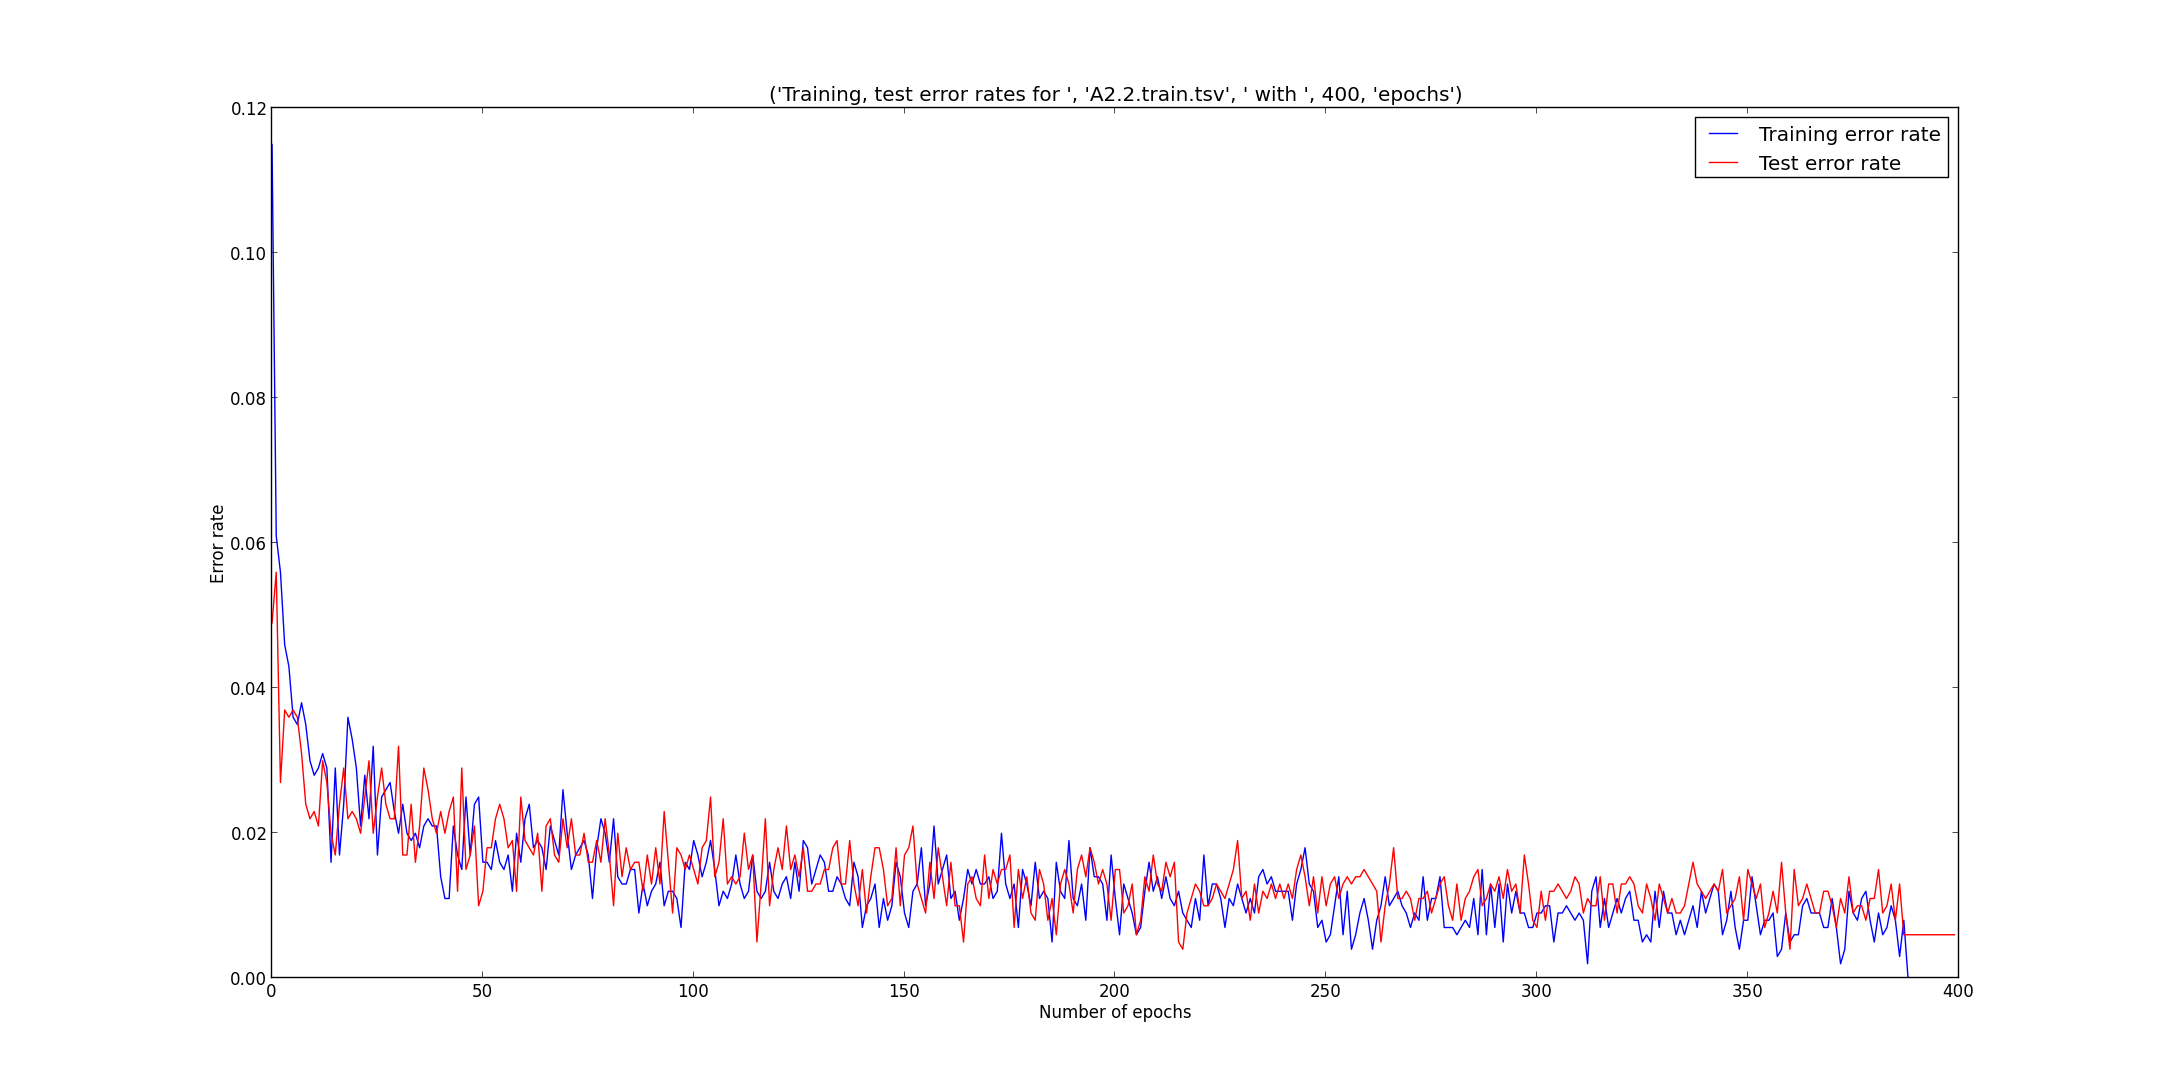 ('Training, test error rates for ', 'A2.2.train.tsv', ' with ', 400, 'epochs')
Training error rate
Test error rate
0.12
0.10
0.08
0.06
0.04
0.02
0.00
Error rate
0 50 100 150 200 250 300 350 400
Number of epochs